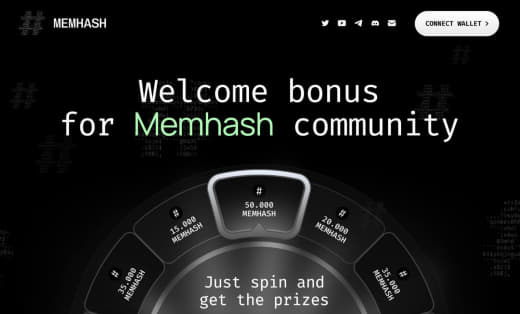 MEMHASH
CONNECT WALLET >
Welcome bonus
for Memhash community
#
50.000
MEMHASH
#
15.000
MEMHASH
#
20.000
MEMHASH
#
35.000
MEMHASH
#
35.000
MEMHASH
Just spin and
get the prizes